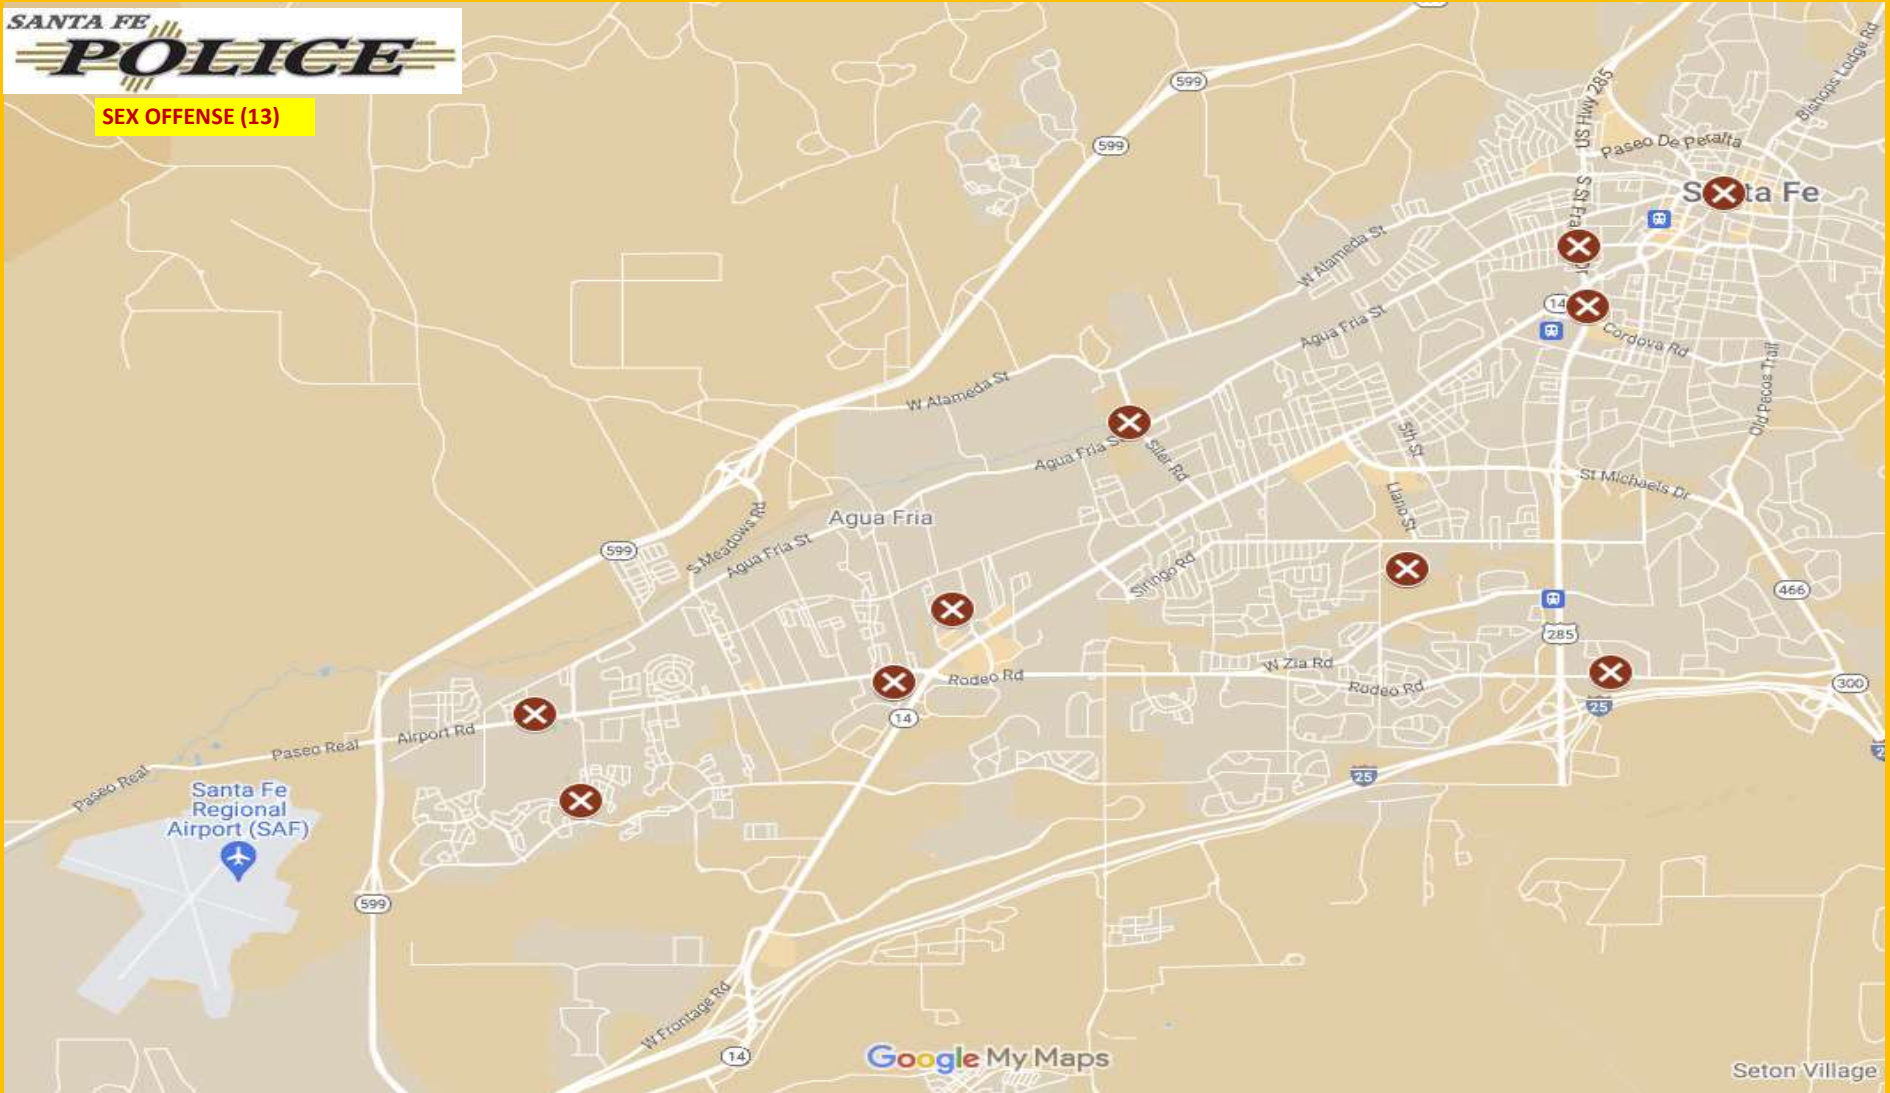 SANTA FE
POLICE
SEX OFFENSE (13)
599
599
US Hwy 285
Bishops Lodge Rd
Paseo De Peralta
S St Fra
Dr
Santa Fe
W Alameda St
Agua Fria St
14
Cordova Rd
Old Pecos Trail
W Alameda St
Agua Fria St
Siler Rd
5th St
Llano St
St Michaels Dr
Agua Fria
S Meadows Rd
Agua Fria St
599
Siringo Rd
466
285
W Zia Rd
Rodeo Rd
Rodeo Rd
300
25
14
Airport Rd
Paseo Real
Paseo Real
25
2
Santa Fe
Regional
Airport (SAF)
599
W Frontage Rd
14
Google My Maps
Seton Village